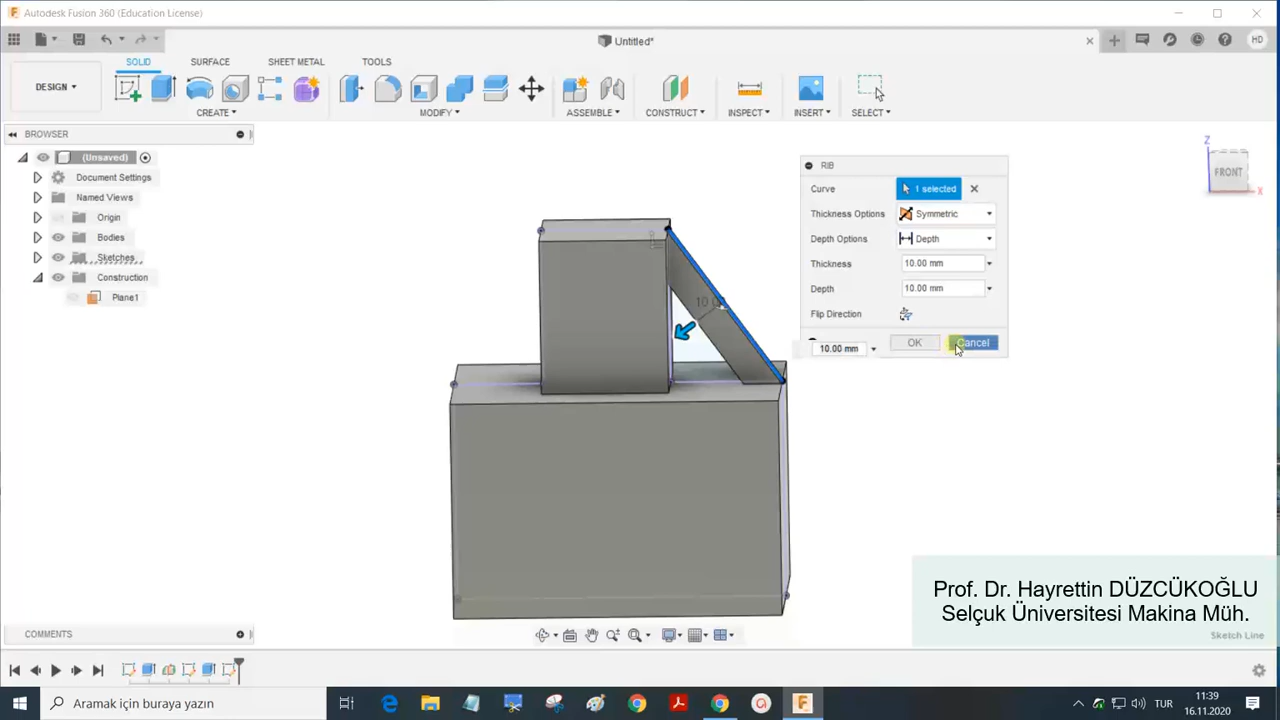 Autodesk Fusion 360 (Education License)
Untitled*
HD
DESIGN
SOLID
SURFACE
SHEET METAL
TOOLS
CREATE
MODIFY
ASSEMBLE
CONSTRUCT
INSPECT
INSERT
SELECT
BROWSER
(Unsaved)
Document Settings
Named Views
Origin
Bodies
Sketches
Construction
Plane1
Z
FRONT
X
RIB
Curve
1 selected
Thickness Options
Symmetric
Depth Options
Depth
Thickness
10.00 mm
Depth
10.00 mm
Flip Direction
OK
Cancel
10.00 mm
Prof. Dr. Hayrettin DÜZCÜKOĞLU
Selçuk Üniversitesi Makina Müh.
Sketch Line
COMMENTS
Aramak için buraya yazın
TUR
11:39
16.11.2020